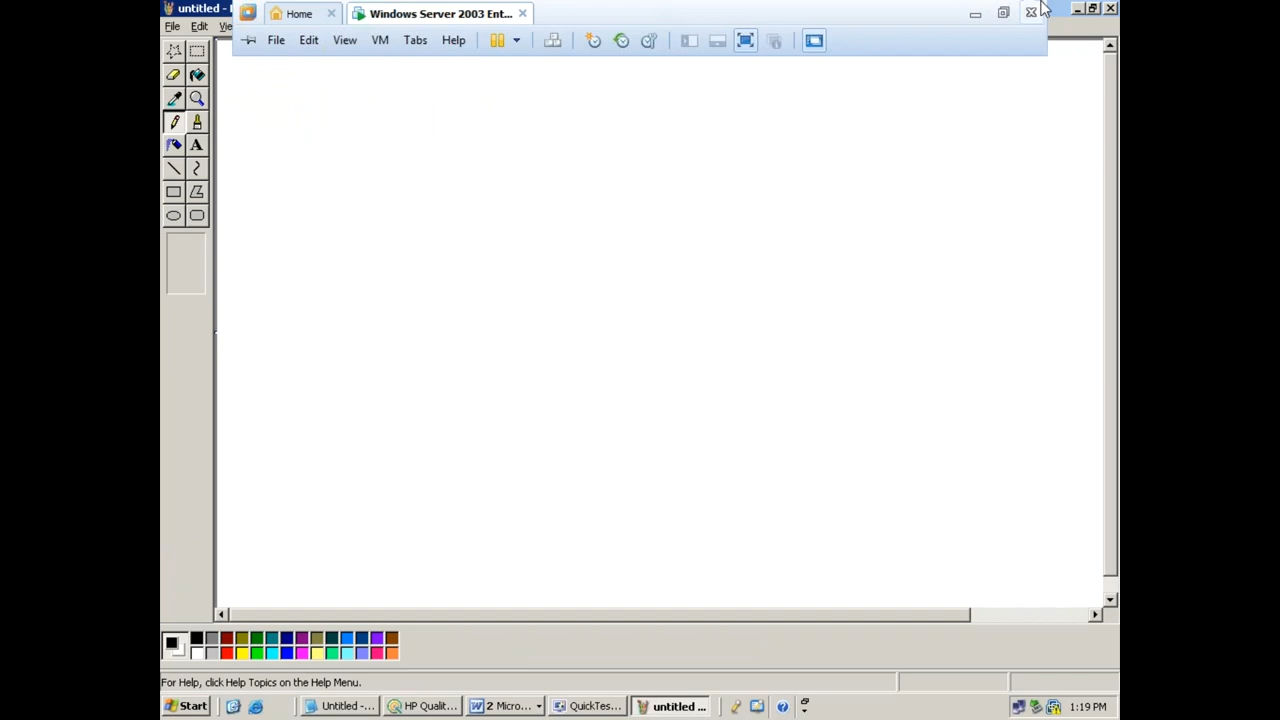 untitled -
Home
Windows Server 2003 Ent...
File Edit View VM Tabs Help
File Edit
A
For Help, click Help Topics on the Help Menu.
Start
Untitled -...
HP Qualit...
2 Micro...
QuickTes...
untitled ...
1:19 PM